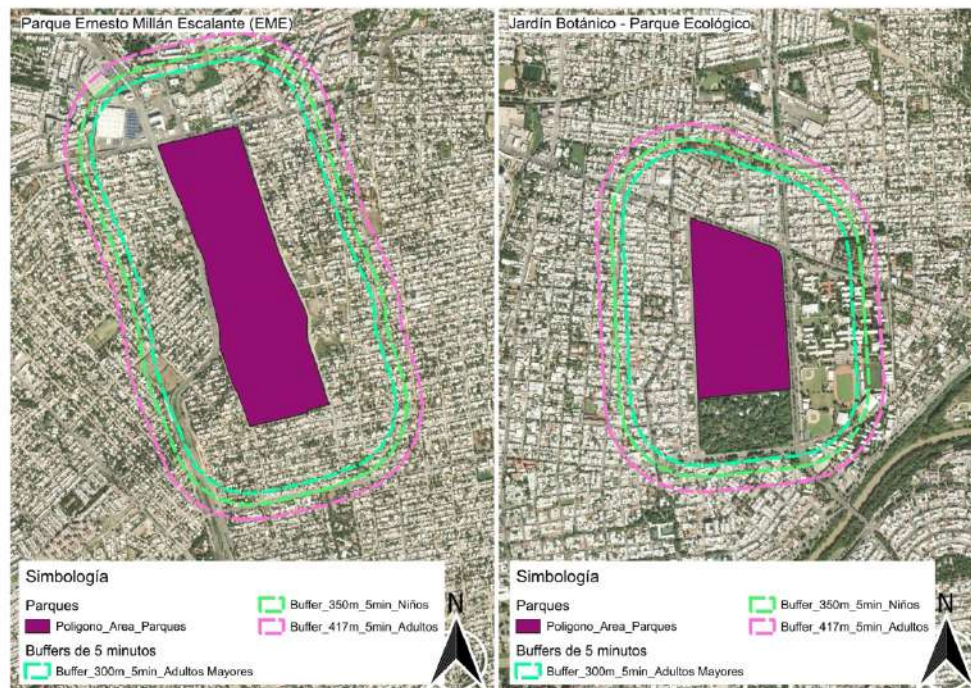 Parque Ernesto Millán Escalante (EME)
Simbología
Parques
Poligono_Area_Parques
Buffers de 5 minutos
Buffer_300m_5min_Adultos Mayores
Buffer_350m_5min_Niños
Buffer_417m_5min_Adultos
N
Jardín Botánico - Parque Ecológico
Simbología
Parques
Poligono_Area_Parques
Buffers de 5 minutos
Buffer_300m_5min_Adultos Mayores
Buffer_350m_5min_Niños
Buffer_417m_5min_Adultos
N